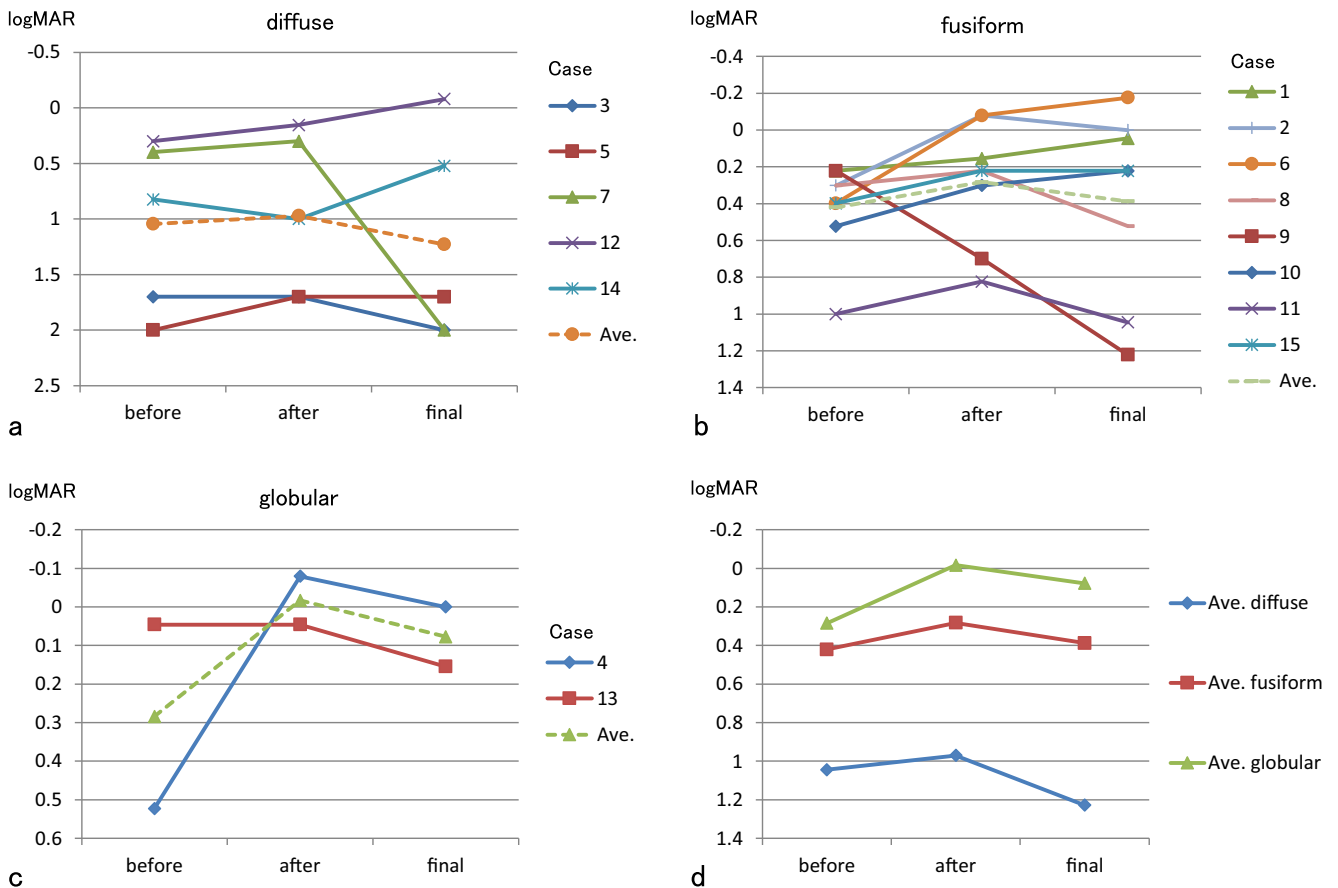 logMAR
diffuse
-0.5
0
0.5
1
1.5
2
2.5
before after final
Case
3
5
7
12
14
Ave.
a
logMAR
fusiform
-0.4
-0.2
0
0.2
0.4
0.6
0.8
1
1.2
1.4
before after final
Case
1
2
6
8
9
10
11
15
Ave.
b
logMAR
globular
-0.2
-0.1
0
0.1
0.2
0.3
0.4
0.5
0.6
before after final
Case
4
13
Ave.
c
logMAR
-0.2
0
0.2
0.4
0.6
0.8
1
1.2
1.4
before after final
Ave. diffuse
Ave. fusiform
Ave. globular
d